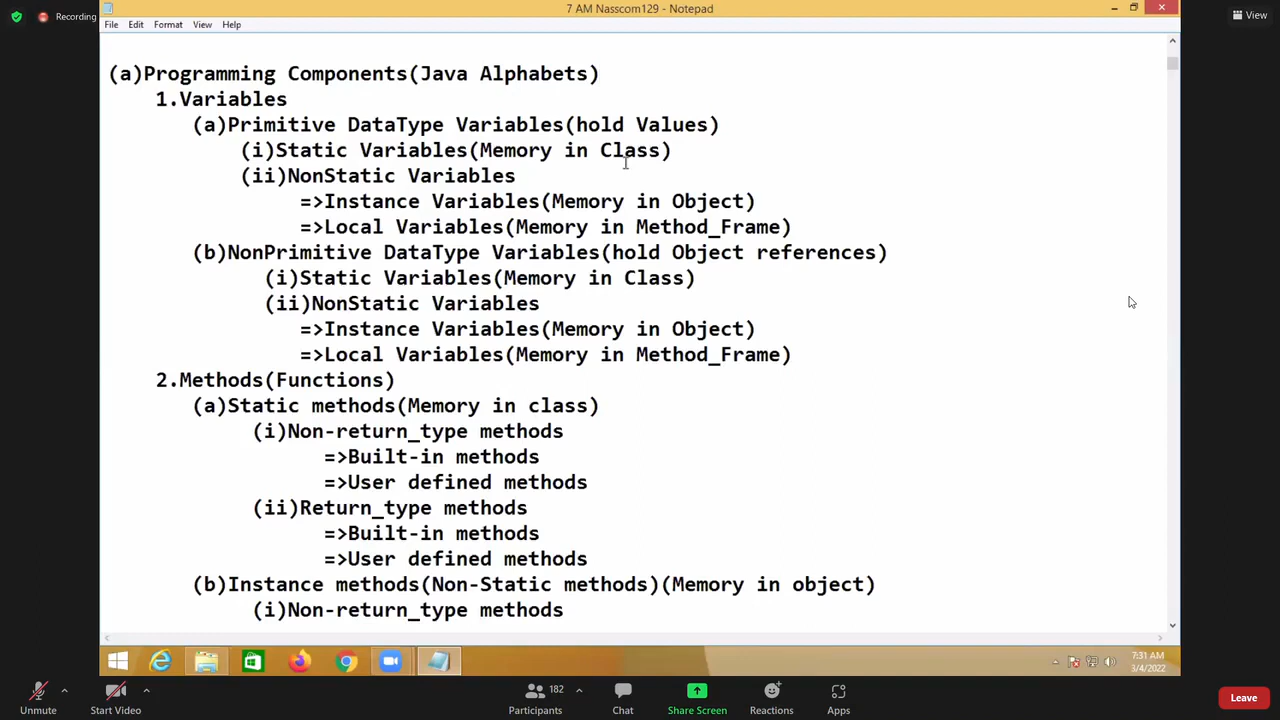 Recording
7 AM Nasscom129 - Notepad
View
File Edit Format View Help
(a)Programming Components(Java Alphabets)
1.Variables
(a)Primitive DataType Variables(hold Values)
(i)Static Variables(Memory in Class)
(ii)NonStatic Variables
=>Instance Variables(Memory in Object)
=>Local Variables(Memory in Method_Frame)
(b)NonPrimitive DataType Variables(hold Object references)
(i)Static Variables(Memory in Class)
(ii)NonStatic Variables
=>Instance Variables(Memory in Object)
=>Local Variables(Memory in Method_Frame)
2.Methods(Functions)
(a)Static methods(Memory in class)
(i)Non-return_type methods
=>Built-in methods
=>User defined methods
(ii)Return_type methods
=>Built-in methods
=>User defined methods
(b)Instance methods(Non-Static methods)(Memory in object)
(i)Non-return_type methods
7:31 AM
3/4/2022
182
Unmute Start Video Participants Chat Share Screen Reactions Apps Leave